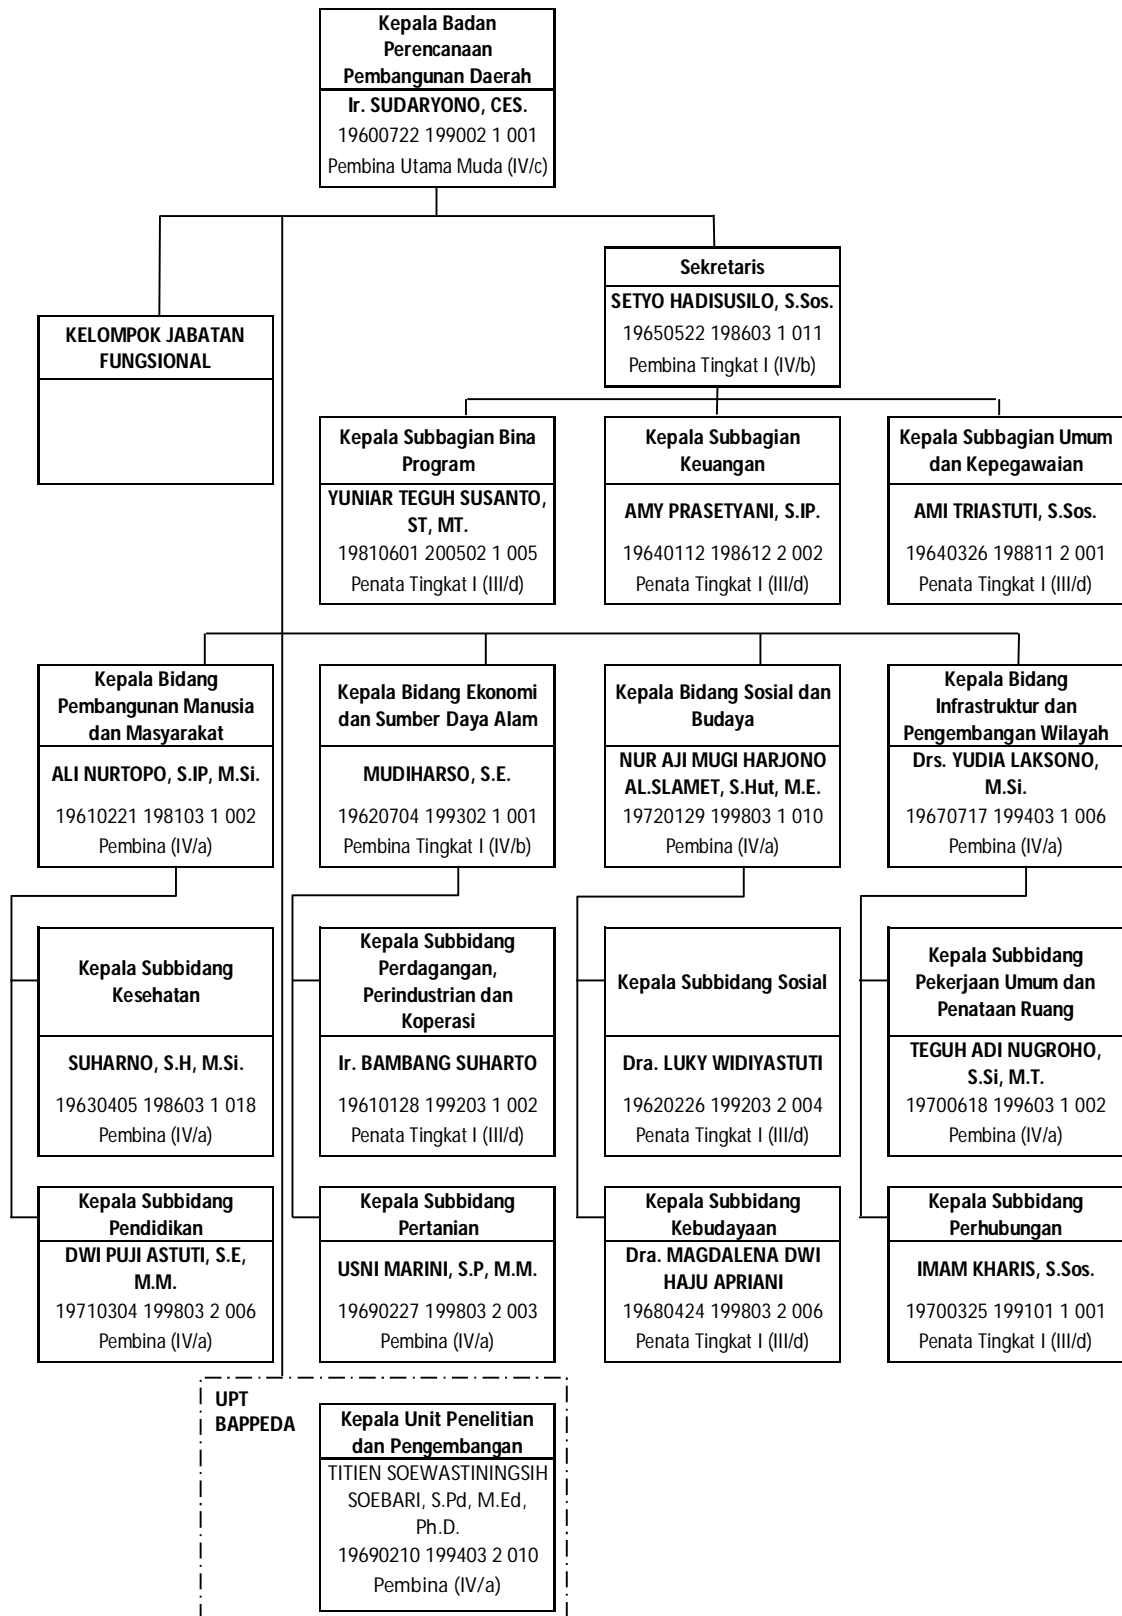 Kepala Badan
Perencanaan
Pembangunan Daerah
Ir. SUDARYONO, CES.
19600722 199002 1 001
Pembina Utama Muda (IV/c)
Sekretaris
SETYO HADISUSILO, S.Sos.
19650522 198603 1 011
Pembina Tingkat I (IV/b)
KELOMPOK JABATAN
FUNGSIONAL
Kepala Subbagian Bina
Program
YUNIAR TEGUH SUSANTO,
ST, MT.
19810601 200502 1 005
Penata Tingkat I (III/d)
Kepala Subbagian
Keuangan
AMY PRASETYANI, S.IP.
19640112 198612 2 002
Penata Tingkat I (III/d)
Kepala Subbagian Umum
dan Kepegawaian
AMI TRIASTUTI, S.Sos.
19640326 198811 2 001
Penata Tingkat I (III/d)
Kepala Bidang
Pembangunan Manusia
dan Masyarakat
ALI NURTOPO, S.IP, M.Si.
19610221 198103 1 002
Pembina (IV/a)
Kepala Bidang Ekonomi
dan Sumber Daya Alam
MUDIHARSO, S.E.
19620704 199302 1 001
Pembina Tingkat I (IV/b)
Kepala Bidang Sosial dan
Budaya
NUR AJI MUGI HARJONO
AL.SLAMET, S.Hut, M.E.
19720129 199803 1 010
Pembina (IV/a)
Kepala Bidang
Infrastruktur dan
Pengembangan Wilayah
Drs. YUDIA LAKSONO,
M.Si.
19670717 199403 1 006
Pembina (IV/a)
Kepala Subbidang
Kesehatan
SUHARNO, S.H, M.Si.
19630405 198603 1 018
Pembina (IV/a)
Kepala Subbidang
Perdagangan,
Perindustrian dan
Koperasi
Ir. BAMBANG SUHARTO
19610128 199203 1 002
Penata Tingkat I (III/d)
Kepala Subbidang Sosial
Dra. LUKY WIDIYASTUTI
19620226 199203 2 004
Penata Tingkat I (III/d)
Kepala Subbidang
Pekerjaan Umum dan
Penataan Ruang
TEGUH ADI NUGROHO,
S.Si, M.T.
19700618 199603 1 002
Pembina (IV/a)
Kepala Subbidang
Pendidikan
DWI PUJI ASTUTI, S.E,
M.M.
19710304 199803 2 006
Pembina (IV/a)
Kepala Subbidang
Pertanian
USNI MARINI, S.P, M.M.
19690227 199803 2 003
Pembina (IV/a)
Kepala Subbidang
Kebudayaan
Dra. MAGDALENA DWI
HAJU APRIANI
19680424 199803 2 006
Penata Tingkat I (III/d)
Kepala Subbidang
Perhubungan
IMAM KHARIS, S.Sos.
19700325 199101 1 001
Penata Tingkat I (III/d)
UPT
BAPPEDA
Kepala Unit Penelitian
dan Pengembangan
TITIEN SOEWASTININGSIH
SOEBARI, S.Pd, M.Ed,
Ph.D.
19690210 199403 2 010
Pembina (IV/a)